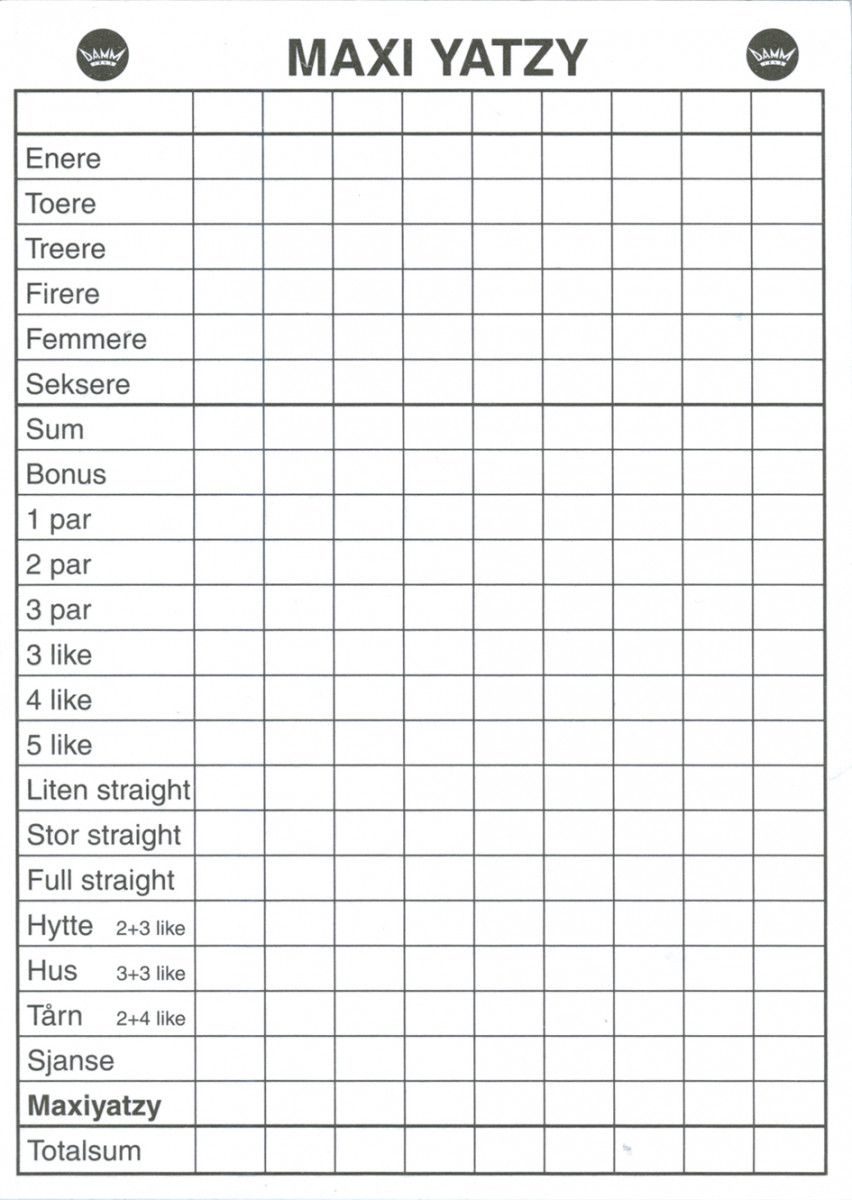 DAMM
MAXI YATZY
DAMM
Enere
Toere
Treere
Firere
Femmere
Seksere
Sum
Bonus
1 par
2 par
3 par
3 like
4 like
5 like
Liten straight
Stor straight
Full straight
Hytte 2+3 like
Hus 3+3 like
Tårn 2+4 like
Sjanse
Maxiyatzy
Totalsum